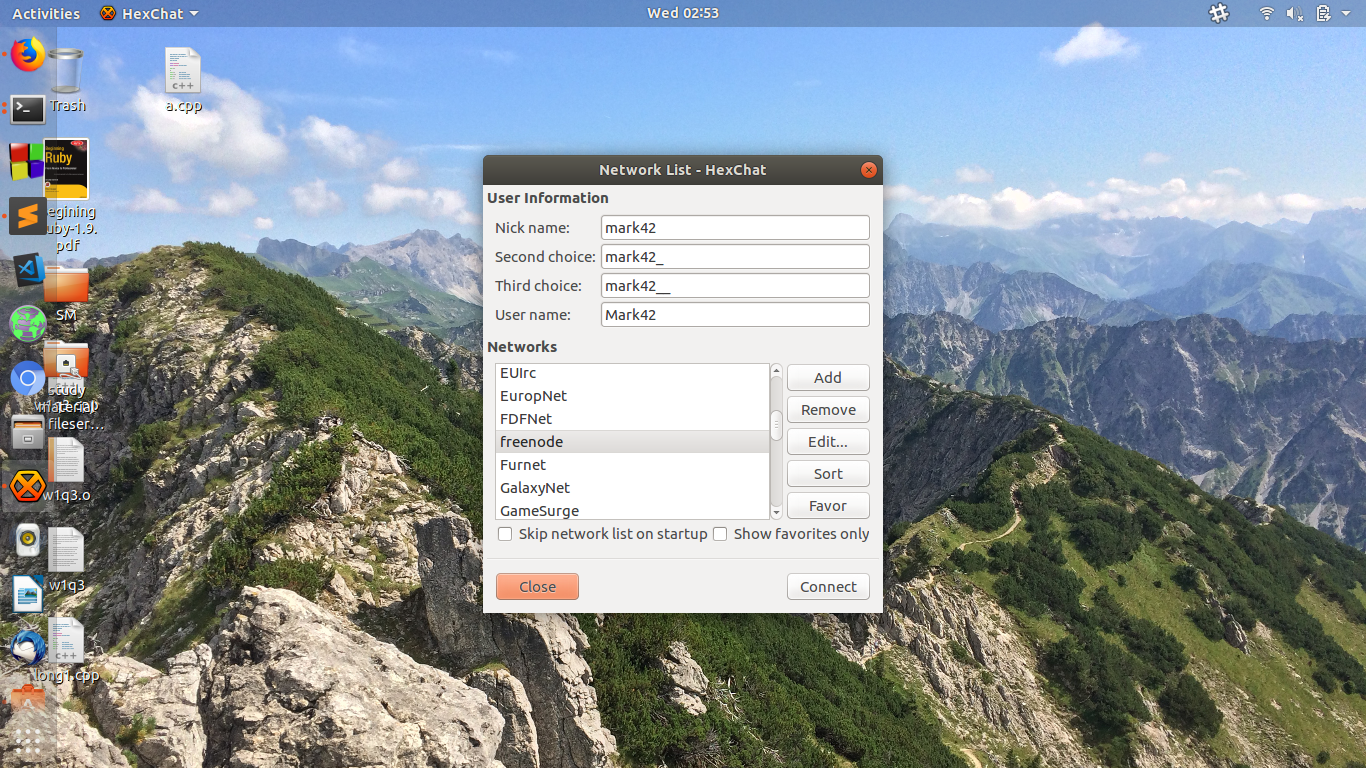 Activities
HexChat
Wed 02:53
Trash
a.cpp
c++
Beginning
Ruby
egining
uby-1.9.
pdf
SM
study
material
fileser...
w1q3.o
w1q3
c++
long1.cpp
Network List - HexChat
User Information
Nick name:
mark42
Second choice:
mark42_
Third choice:
mark42__
User name:
Mark42
Networks
EUIrc
EuropNet
FDFNet
freenode
Furnet
GalaxyNet
GameSurge
Add
Remove
Edit...
Sort
Favor
Skip network list on startup
Show favorites only
Close
Connect